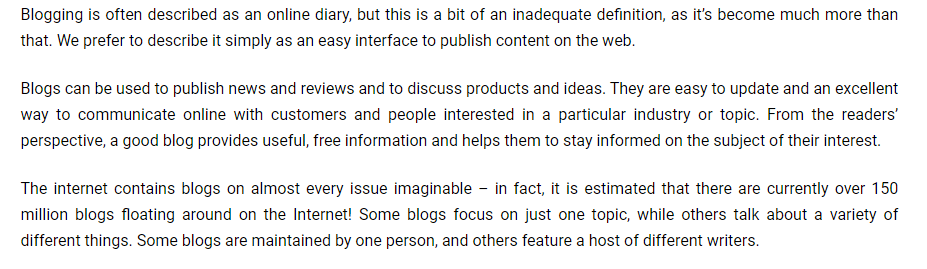 Blogging is often described as an online diary, but this is a bit of an inadequate definition, as it’s become much more than
that. We prefer to describe it simply as an easy interface to publish content on the web.
Blogs can be used to publish news and reviews and to discuss products and ideas. They are easy to update and an excellent
way to communicate online with customers and people interested in a particular industry or topic. From the readers’
perspective, a good blog provides useful, free information and helps them to stay informed on the subject of their interest.
The internet contains blogs on almost every issue imaginable – in fact, it is estimated that there are currently over 150
million blogs floating around on the Internet! Some blogs focus on just one topic, while others talk about a variety of
different things. Some blogs are maintained by one person, and others feature a host of different writers.